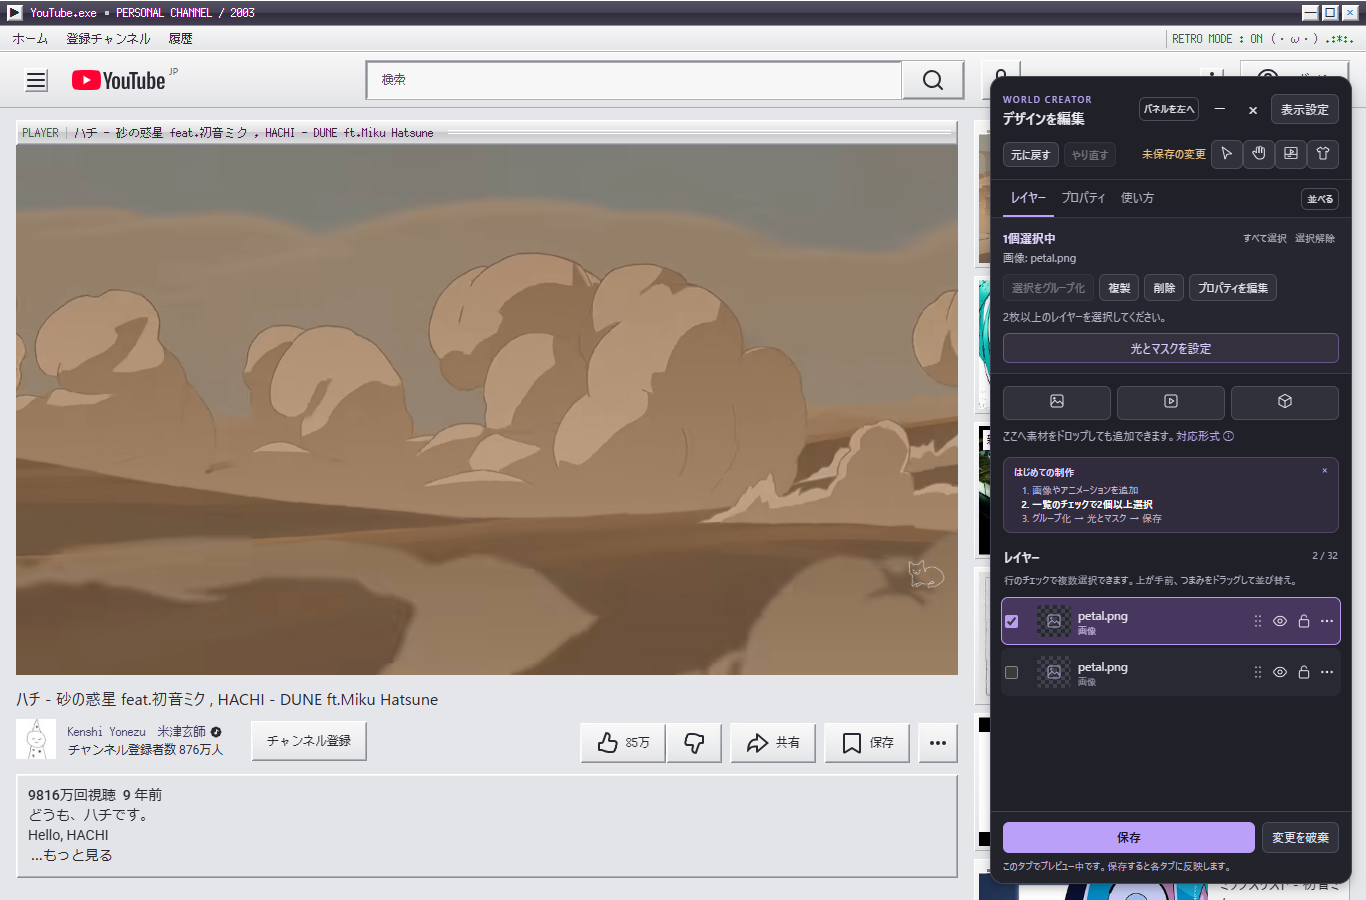 YouTube.exe ▪ PERSONAL CHANNEL / 2003
ホーム 登録チャンネル 履歴
RETRO MODE : ON (・ω・) .:*:.
YouTube JP
検索
PLAYER ハチ - 砂の惑星 feat.初音ミク , HACHI - DUNE ft.Miku Hatsune
ハチ - 砂の惑星 feat.初音ミク , HACHI - DUNE ft.Miku Hatsune
Kenshi Yonezu 米津玄師
チャンネル登録者数 876万人
チャンネル登録
85万
共有
保存
9816万回視聴 9 年前
どうも、ハチです。
Hello, HACHI
...もっと見る
WORLD CREATOR
デザインを編集
パネルを左へ
表示設定
元に戻す
やり直す
未保存の変更
レイヤー プロパティ 使い方
並べる
1個選択中
すべて選択 選択解除
画像: petal.png
選択をグループ化
複製
削除
プロパティを編集
2枚以上のレイヤーを選択してください。
光とマスクを設定
ここへ素材をドロップしても追加できます。対応形式
はじめての制作
1. 画像やアニメーションを追加
2. 一覧のチェックで2個以上選択
3. グループ化 → 光とマスク → 保存
レイヤー
2 / 32
行のチェックで複数選択できます。上が手前、つまみをドラッグして並び替え。
petal.png
画像
petal.png
画像
保存
変更を破棄
このタブでプレビュー中です。保存すると各タブに反映します。